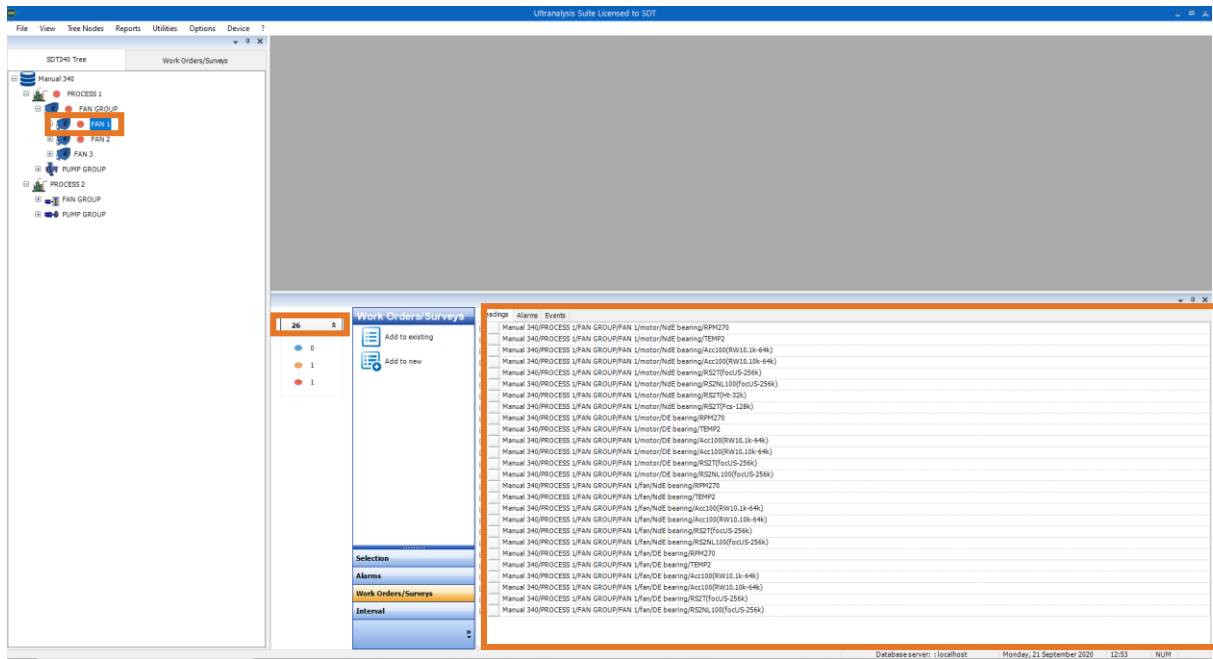 Ultranalysis Suite Licensed to SDT
File View Tree Nodes Reports Utilities Options Device ?
SDT340 Tree Work Orders/Surveys
Manual 340
PROCESS 1
FAN GROUP
FAN 1
FAN 2
FAN 3
PUMP GROUP
PROCESS 2
FAN GROUP
PUMP GROUP
26
0
1
1
Work Orders/Surveys
Add to existing
Add to new
Selection
Alarms
Work Orders/Surveys
Interval
eadings Alarms Events
Manual 340/PROCESS 1/FAN GROUP/FAN 1/motor/NdE bearing/RPM270
Manual 340/PROCESS 1/FAN GROUP/FAN 1/motor/NdE bearing/TEMP2
Manual 340/PROCESS 1/FAN GROUP/FAN 1/motor/NdE bearing/Acc100(RW10.1k-64k)
Manual 340/PROCESS 1/FAN GROUP/FAN 1/motor/NdE bearing/Acc100(RW10.10k-64k)
Manual 340/PROCESS 1/FAN GROUP/FAN 1/motor/NdE bearing/RS2T(focUS-256k)
Manual 340/PROCESS 1/FAN GROUP/FAN 1/motor/NdE bearing/RS2NL100(focUS-256k)
Manual 340/PROCESS 1/FAN GROUP/FAN 1/motor/NdE bearing/RS2T(Ht-32k)
Manual 340/PROCESS 1/FAN GROUP/FAN 1/motor/NdE bearing/RS2T(Fcs-128k)
Manual 340/PROCESS 1/FAN GROUP/FAN 1/motor/DE bearing/RPM270
Manual 340/PROCESS 1/FAN GROUP/FAN 1/motor/DE bearing/TEMP2
Manual 340/PROCESS 1/FAN GROUP/FAN 1/motor/DE bearing/Acc100(RW10.1k-64k)
Manual 340/PROCESS 1/FAN GROUP/FAN 1/motor/DE bearing/Acc100(RW10.10k-64k)
Manual 340/PROCESS 1/FAN GROUP/FAN 1/motor/DE bearing/RS2T(focUS-256k)
Manual 340/PROCESS 1/FAN GROUP/FAN 1/motor/DE bearing/RS2NL100(focUS-256k)
Manual 340/PROCESS 1/FAN GROUP/FAN 1/fan/NdE bearing/RPM270
Manual 340/PROCESS 1/FAN GROUP/FAN 1/fan/NdE bearing/TEMP2
Manual 340/PROCESS 1/FAN GROUP/FAN 1/fan/NdE bearing/Acc100(RW10.1k-64k)
Manual 340/PROCESS 1/FAN GROUP/FAN 1/fan/NdE bearing/Acc100(RW10.10k-64k)
Manual 340/PROCESS 1/FAN GROUP/FAN 1/fan/NdE bearing/RS2T(focUS-256k)
Manual 340/PROCESS 1/FAN GROUP/FAN 1/fan/NdE bearing/RS2NL100(focUS-256k)
Manual 340/PROCESS 1/FAN GROUP/FAN 1/fan/DE bearing/RPM270
Manual 340/PROCESS 1/FAN GROUP/FAN 1/fan/DE bearing/TEMP2
Manual 340/PROCESS 1/FAN GROUP/FAN 1/fan/DE bearing/Acc100(RW10.1k-64k)
Manual 340/PROCESS 1/FAN GROUP/FAN 1/fan/DE bearing/Acc100(RW10.10k-64k)
Manual 340/PROCESS 1/FAN GROUP/FAN 1/fan/DE bearing/RS2T(focUS-256k)
Manual 340/PROCESS 1/FAN GROUP/FAN 1/fan/DE bearing/RS2NL100(focUS-256k)
Database server: : localhost Monday, 21 September 2020 12:53 NUM